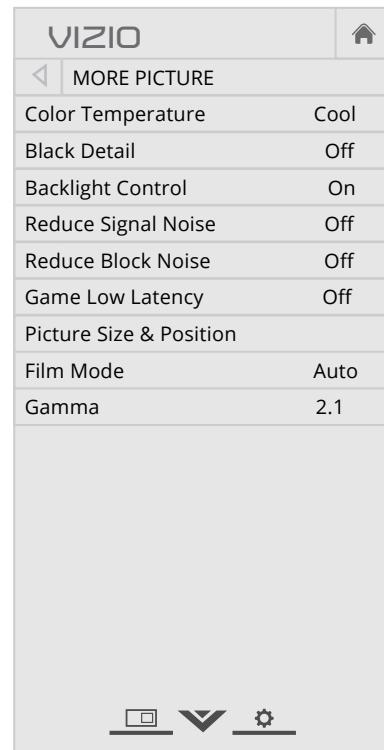 VIZIO
MORE PICTURE
Color Temperature Cool
Black Detail Off
Backlight Control On
Reduce Signal Noise Off
Reduce Block Noise Off
Game Low Latency Off
Picture Size & Position
Film Mode Auto
Gamma 2.1